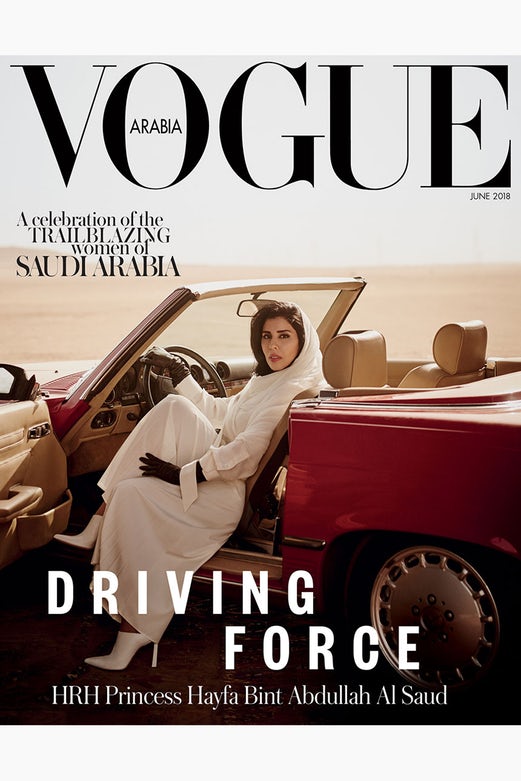 VOGUE
ARABIA
JUNE 2018
A celebration of the
TRAILBLAZING
women of
SAUDI ARABIA
DRIVING
FORCE
HRH Princess Hayfa Bint Abdullah Al Saud